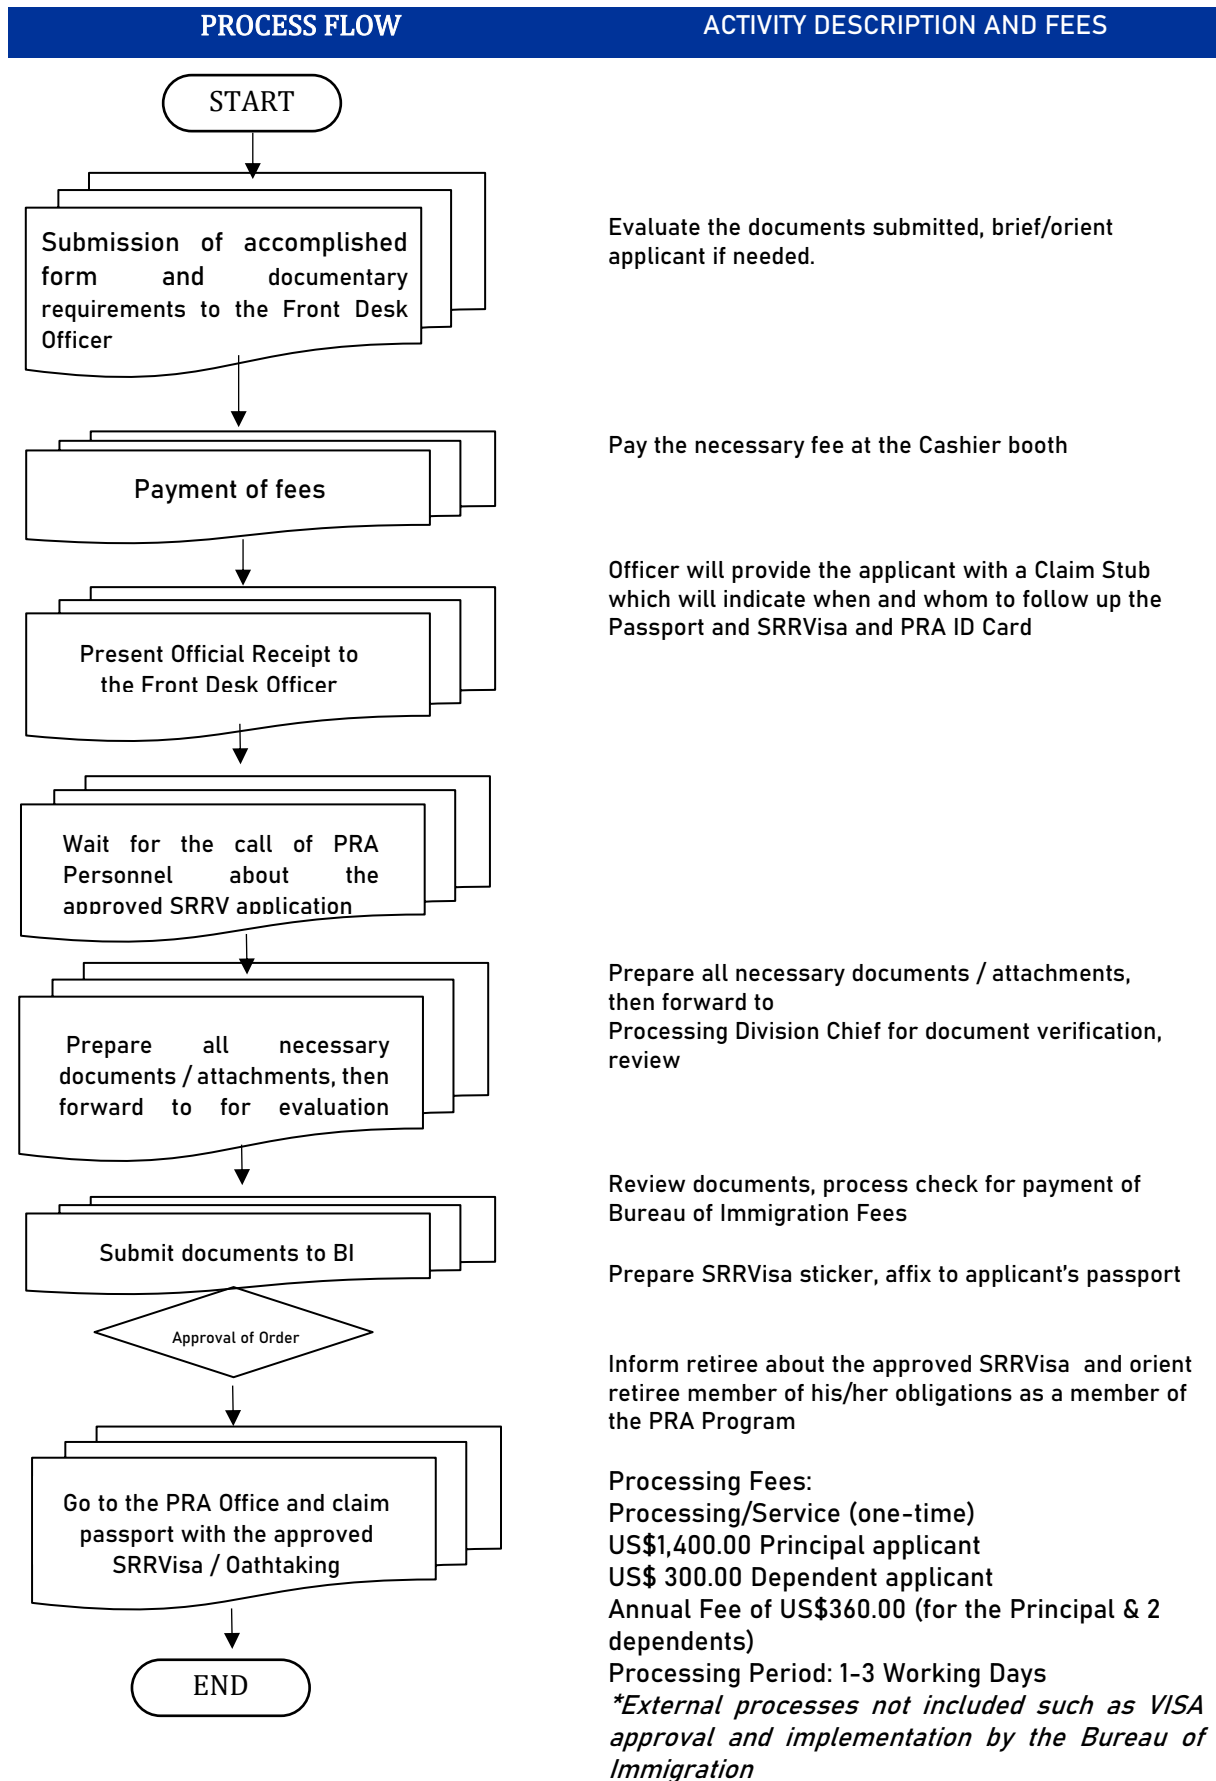 PROCESS FLOW
ACTIVITY DESCRIPTION AND FEES
START
Submission of accomplished
form and documentary
requirements to the Front Desk
Officer
Evaluate the documents submitted, brief/orient
applicant if needed.
Payment of fees
Pay the necessary fee at the Cashier booth
Present Official Receipt to
the Front Desk Officer
Officer will provide the applicant with a Claim Stub
which will indicate when and whom to follow up the
Passport and SRRVisa and PRA ID Card
Wait for the call of PRA
Personnel about the
approved SRRV application
Prepare all necessary
documents / attachments, then
forward to for evaluation
Prepare all necessary documents / attachments,
then forward to
Processing Division Chief for document verification,
review
Submit documents to BI
Review documents, process check for payment of
Bureau of Immigration Fees
Prepare SRRVisa sticker, affix to applicant's passport
Approval of Order
Inform retiree about the approved SRRVisa and orient
retiree member of his/her obligations as a member of
the PRA Program
Go to the PRA Office and claim
passport with the approved
SRRVisa / Oathtaking
END
Processing Fees:
Processing/Service (one-time)
US$1,400.00 Principal applicant
US$ 300.00 Dependent applicant
Annual Fee of US$360.00 (for the Principal & 2
dependents)
Processing Period: 1-3 Working Days
*External processes not included such as VISA
approval and implementation by the Bureau of
Immigration